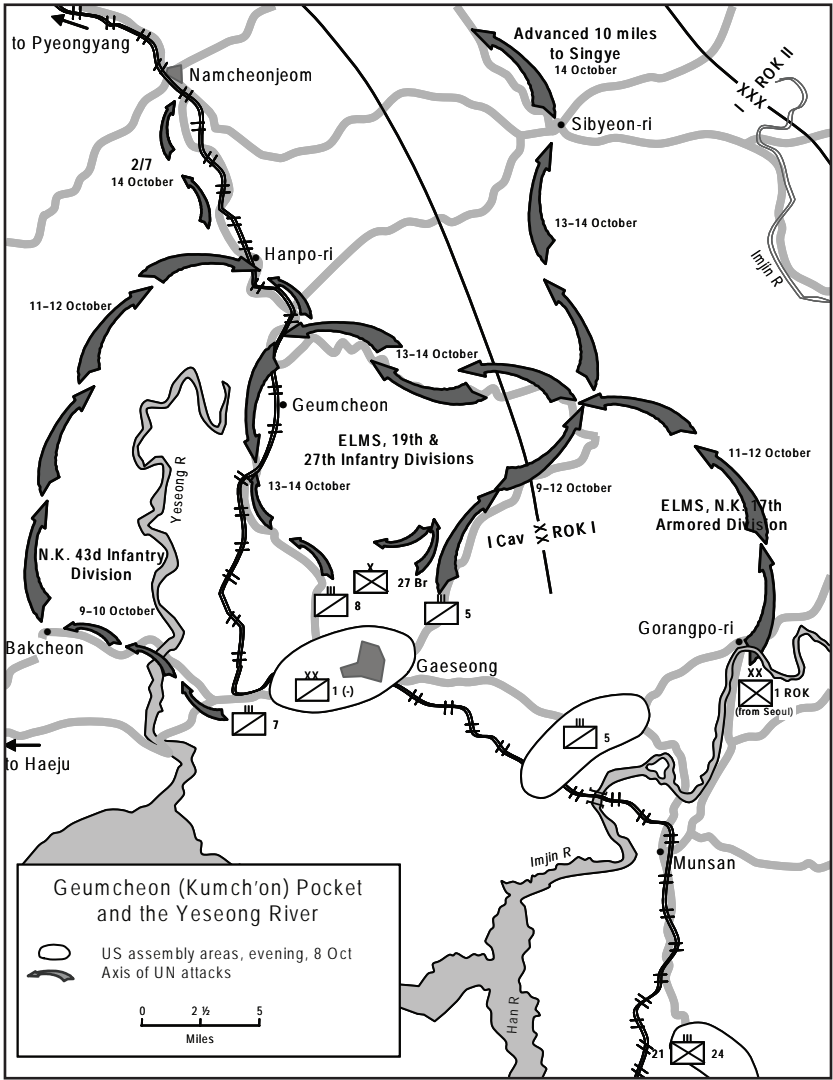 to Pyeongyang
Namcheonjeom
Advanced 10 miles
to Singye
14 October
ROK II
XXX
I
Sibyeon-ri
2/7
14 October
13–14 October
Hanpo-ri
Imjin R
11–12 October
13–14 October
Geumcheon
ELMS, 19th &
27th Infantry Divisions
Yeseong R
13–14 October
9–12 October
11–12 October
ELMS, N.K. 17th
Armored Division
I Cav XX ROK I
N.K. 43d Infantry
Division
9–10 October
X
27 Br
III
8
III
5
Bakcheon
Gorangpo-ri
Gaeseong
XX
1 (-)
XX
1 ROK
(from Seoul)
III
7
III
5
to Haeju
Imjin R
Munsan
Geumcheon (Kumch'on) Pocket
and the Yeseong River
US assembly areas, evening, 8 Oct
Axis of UN attacks
0 2 ½ 5
Miles
Han R
III
21 24